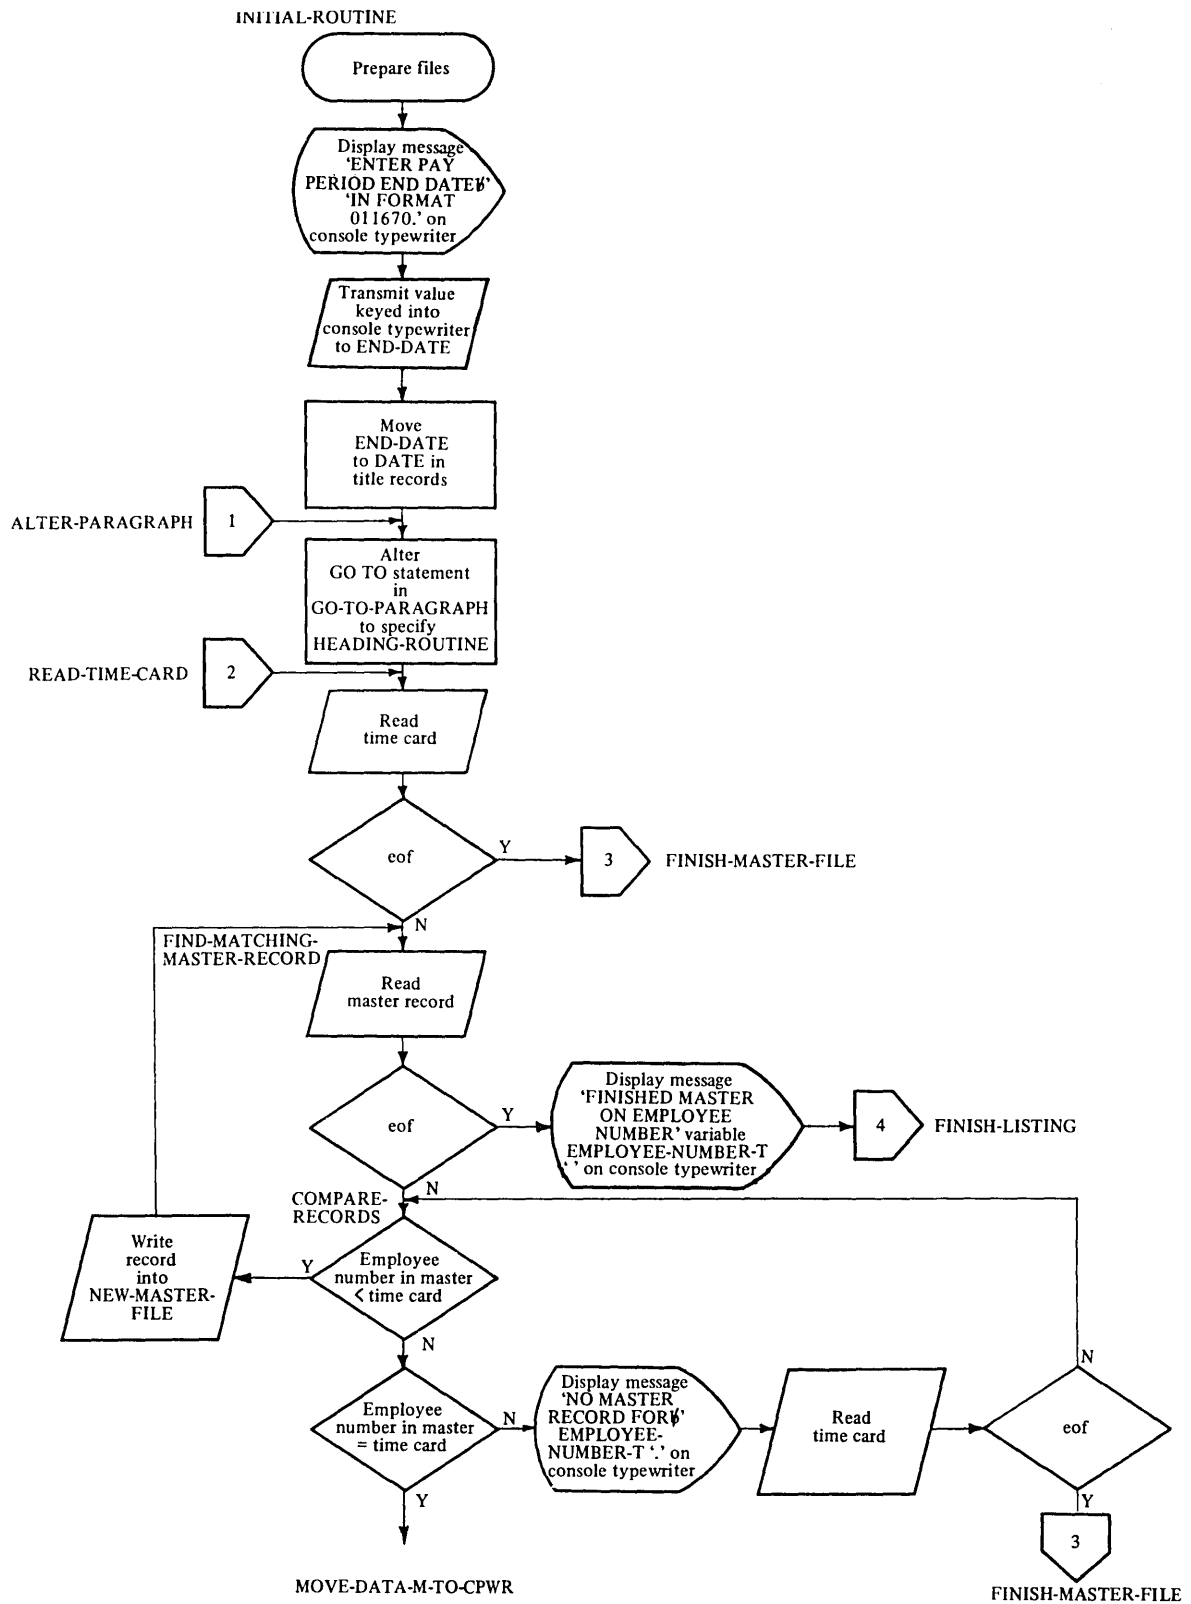 INITIAL-ROUTINE
Prepare files
Display message
'ENTER PAY
PERIOD END DATEb̸'
'IN FORMAT
011670.' on
console typewriter
Transmit value
keyed into
console typewriter
to END-DATE
Move
END-DATE
to DATE in
title records
ALTER-PARAGRAPH
1
Alter
GO TO statement
in
GO-TO-PARAGRAPH
to specify
HEADING-ROUTINE
READ-TIME-CARD
2
Read
time card
eof
Y
3
FINISH-MASTER-FILE
N
FIND-MATCHING-
MASTER-RECORD
Read
master record
eof
Y
Display message
'FINISHED MASTER
ON EMPLOYEE
NUMBER' variable
EMPLOYEE-NUMBER-T
' ' on console typewriter
4
FINISH-LISTING
N
COMPARE-
RECORDS
Write
record
into
NEW-MASTER-
FILE
Y
Employee
number in master
< time card
N
Employee
number in master
= time card
N
Display message
'NO MASTER
RECORD FORb̸'
EMPLOYEE-
NUMBER-T '.' on
console typewriter
Read
time card
N
eof
Y
3
FINISH-MASTER-FILE
Y
MOVE-DATA-M-TO-CPWR